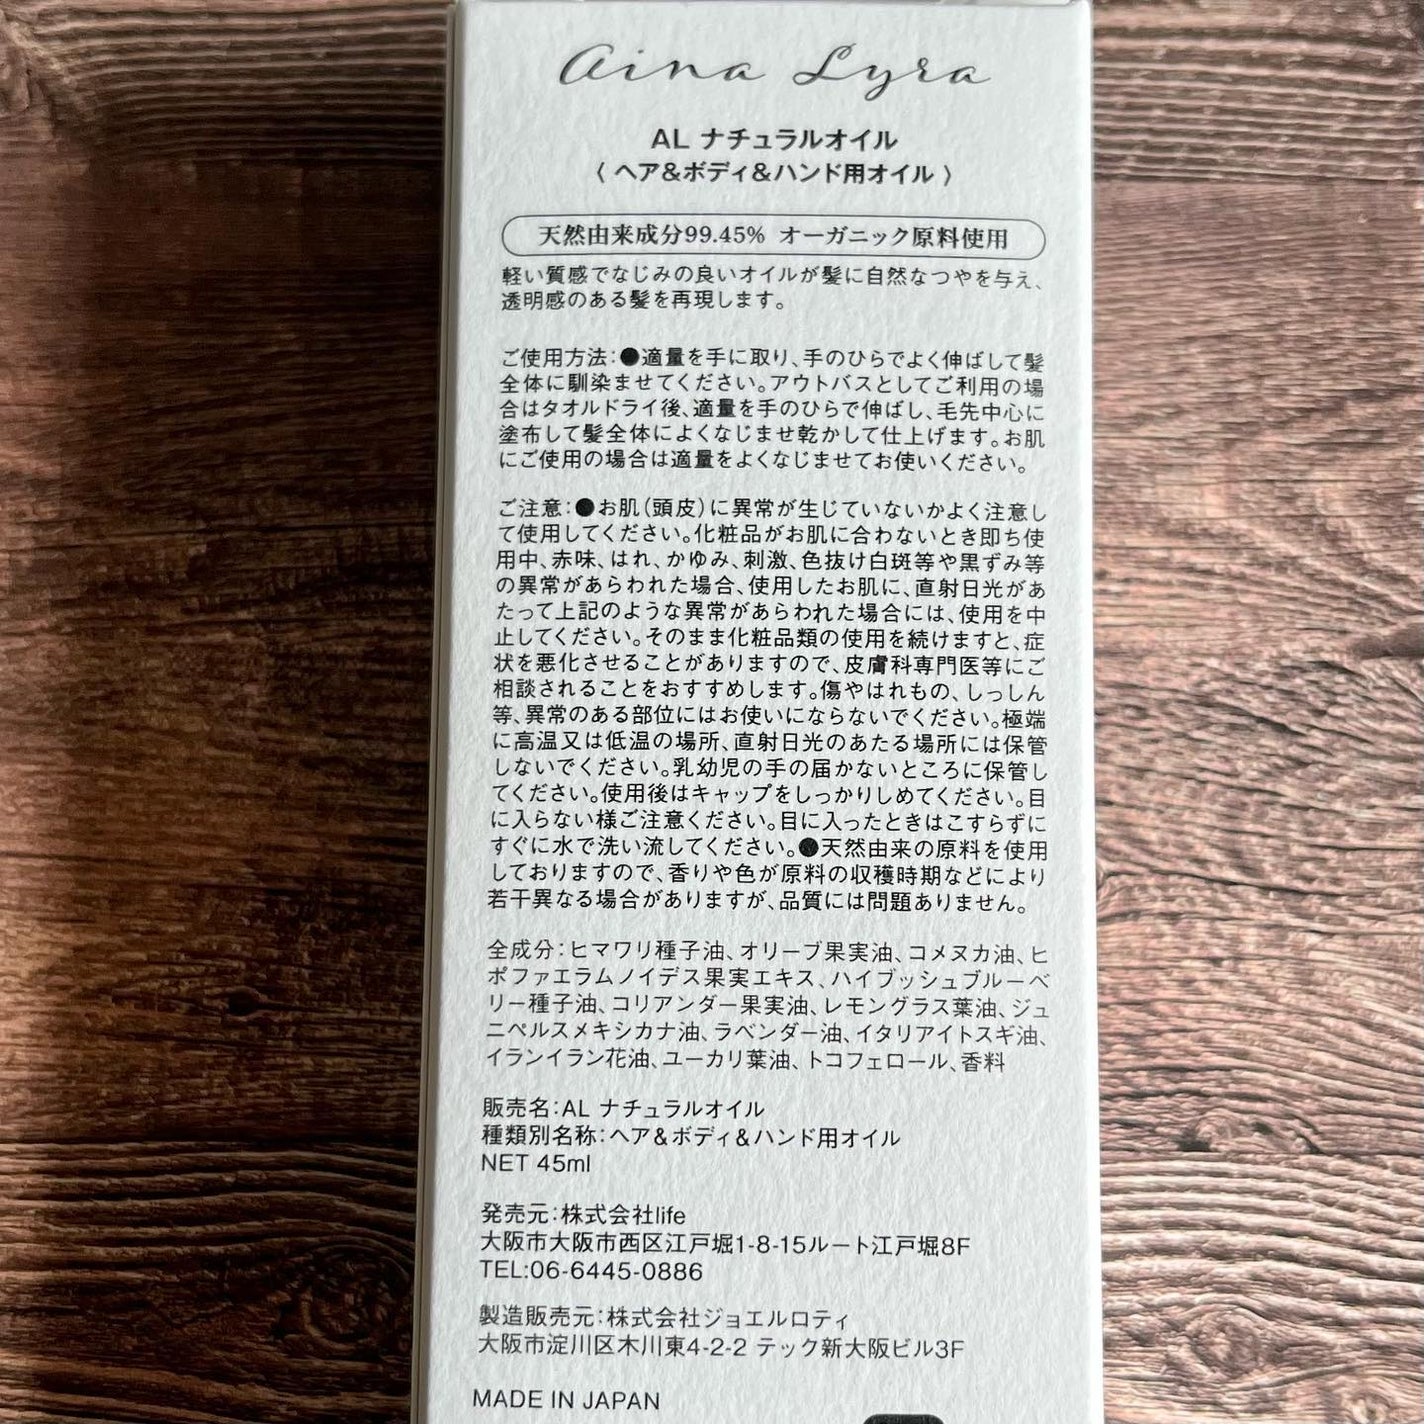 aina Lyra
AL ナチュラルオイル
〈 ヘア&ボディ&ハンド用オイル 〉
天然由来成分99.45% オーガニック原料使用
軽い質感でなじみの良いオイルが髪に自然なつやを与え、
透明感のある髪を再現します。
ご使用方法:●適量を手に取り、手のひらでよく伸ばして髪
全体に馴染ませてください。アウトバスとしてご利用の場
合はタオルドライ後、適量を手のひらで伸ばし、毛先中心に
塗布して髪全体によくなじませ乾かして仕上げます。お肌
にご使用の場合は適量をよくなじませてお使いください。
ご注意:●お肌(頭皮)に異常が生じていないかよく注意し
て使用してください。化粧品がお肌に合わないとき即ち使
用中、赤味、はれ、かゆみ、刺激、色抜け白斑等や黒ずみ等
の異常があらわれた場合、使用したお肌に、直射日光があ
たって上記のような異常があらわれた場合には、使用を中
止してください。そのまま化粧品類の使用を続けますと、症
状を悪化させることがありますので、皮膚科専門医等にご
相談されることをおすすめします。傷やはれもの、しっしん
等、異常のある部位にはお使いにならないでください。極端
に高温又は低温の場所、直射日光のあたる場所には保管
しないでください。乳幼児の手の届かないところに保管し
てください。使用後はキャップをしっかりしめてください。目
に入らない様ご注意ください。目に入ったときはこすらずに
すぐに水で洗い流してください。●天然由来の原料を使用
しておりますので、香りや色が原料の収穫時期などにより
若干異なる場合がありますが、品質には問題ありません。
全成分:ヒマワリ種子油、オリーブ果実油、コメヌカ油、ヒ
ポファエラムノイデス果実エキス、ハイブッシュブルーベ
リー種子油、コリアンダー果実油、レモングラス葉油、ジュ
ニペルスメキシカナ油、ラベンダー油、イタリアイトスギ油、
イランイラン花油、ユーカリ葉油、トコフェロール、香料
販売名:AL ナチュラルオイル
種類別名称:ヘア&ボディ&ハンド用オイル
NET 45ml
発売元:株式会社life
大阪市大阪市西区江戸堀1-8-15ルート江戸堀8F
TEL:06-6445-0886
製造販売元:株式会社ジョエルロティ
大阪市淀川区木川東4-2-2 テック新大阪ビル3F
MADE IN JAPAN